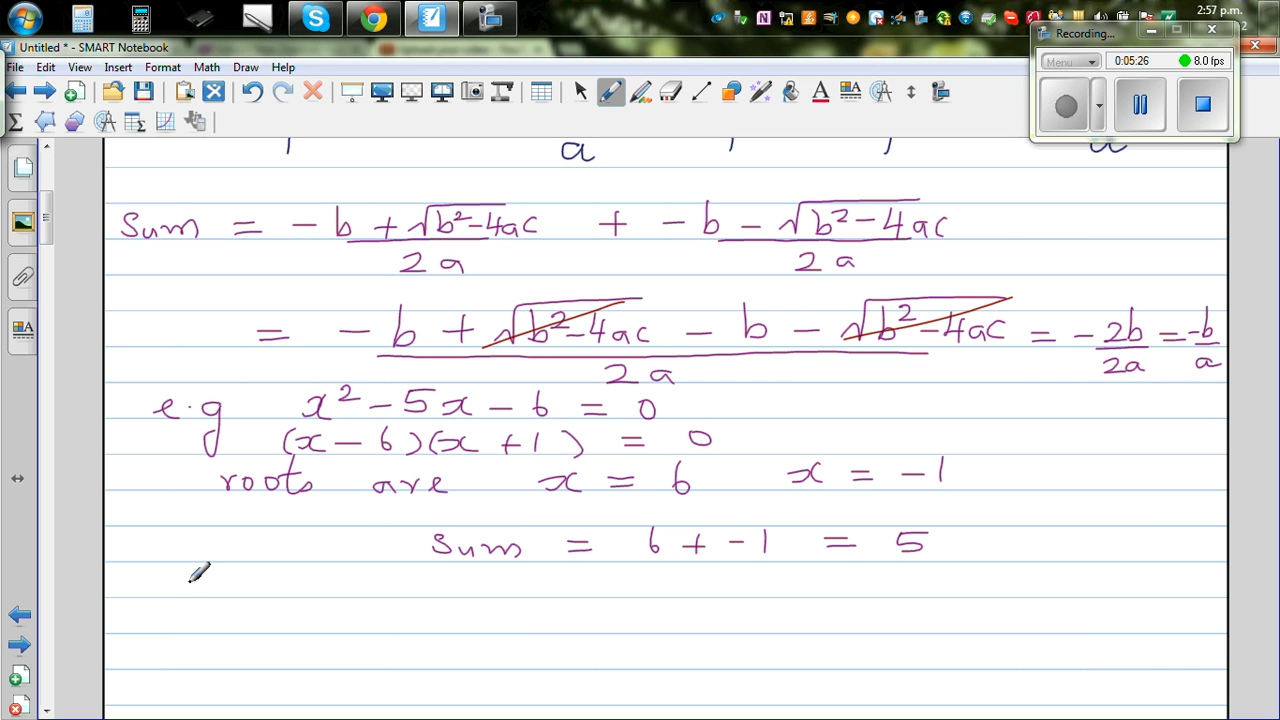 2:57 p.m.
2
Untitled * - SMART Notebook
Recording...
File Edit View Insert Format Math Draw Help
Menu 0:05:26 8.0 fps
a
Sum = -b + √b²-4ac / 2a + -b - √b²-4ac / 2a
= -b + √b²-4ac - b - √b²-4ac / 2a = -2b/2a = -b/a
e.g x² - 5x - 6 = 0
(x - 6)(x + 1) = 0
roots are x = 6 x = -1
Sum = 6 + -1 = 5